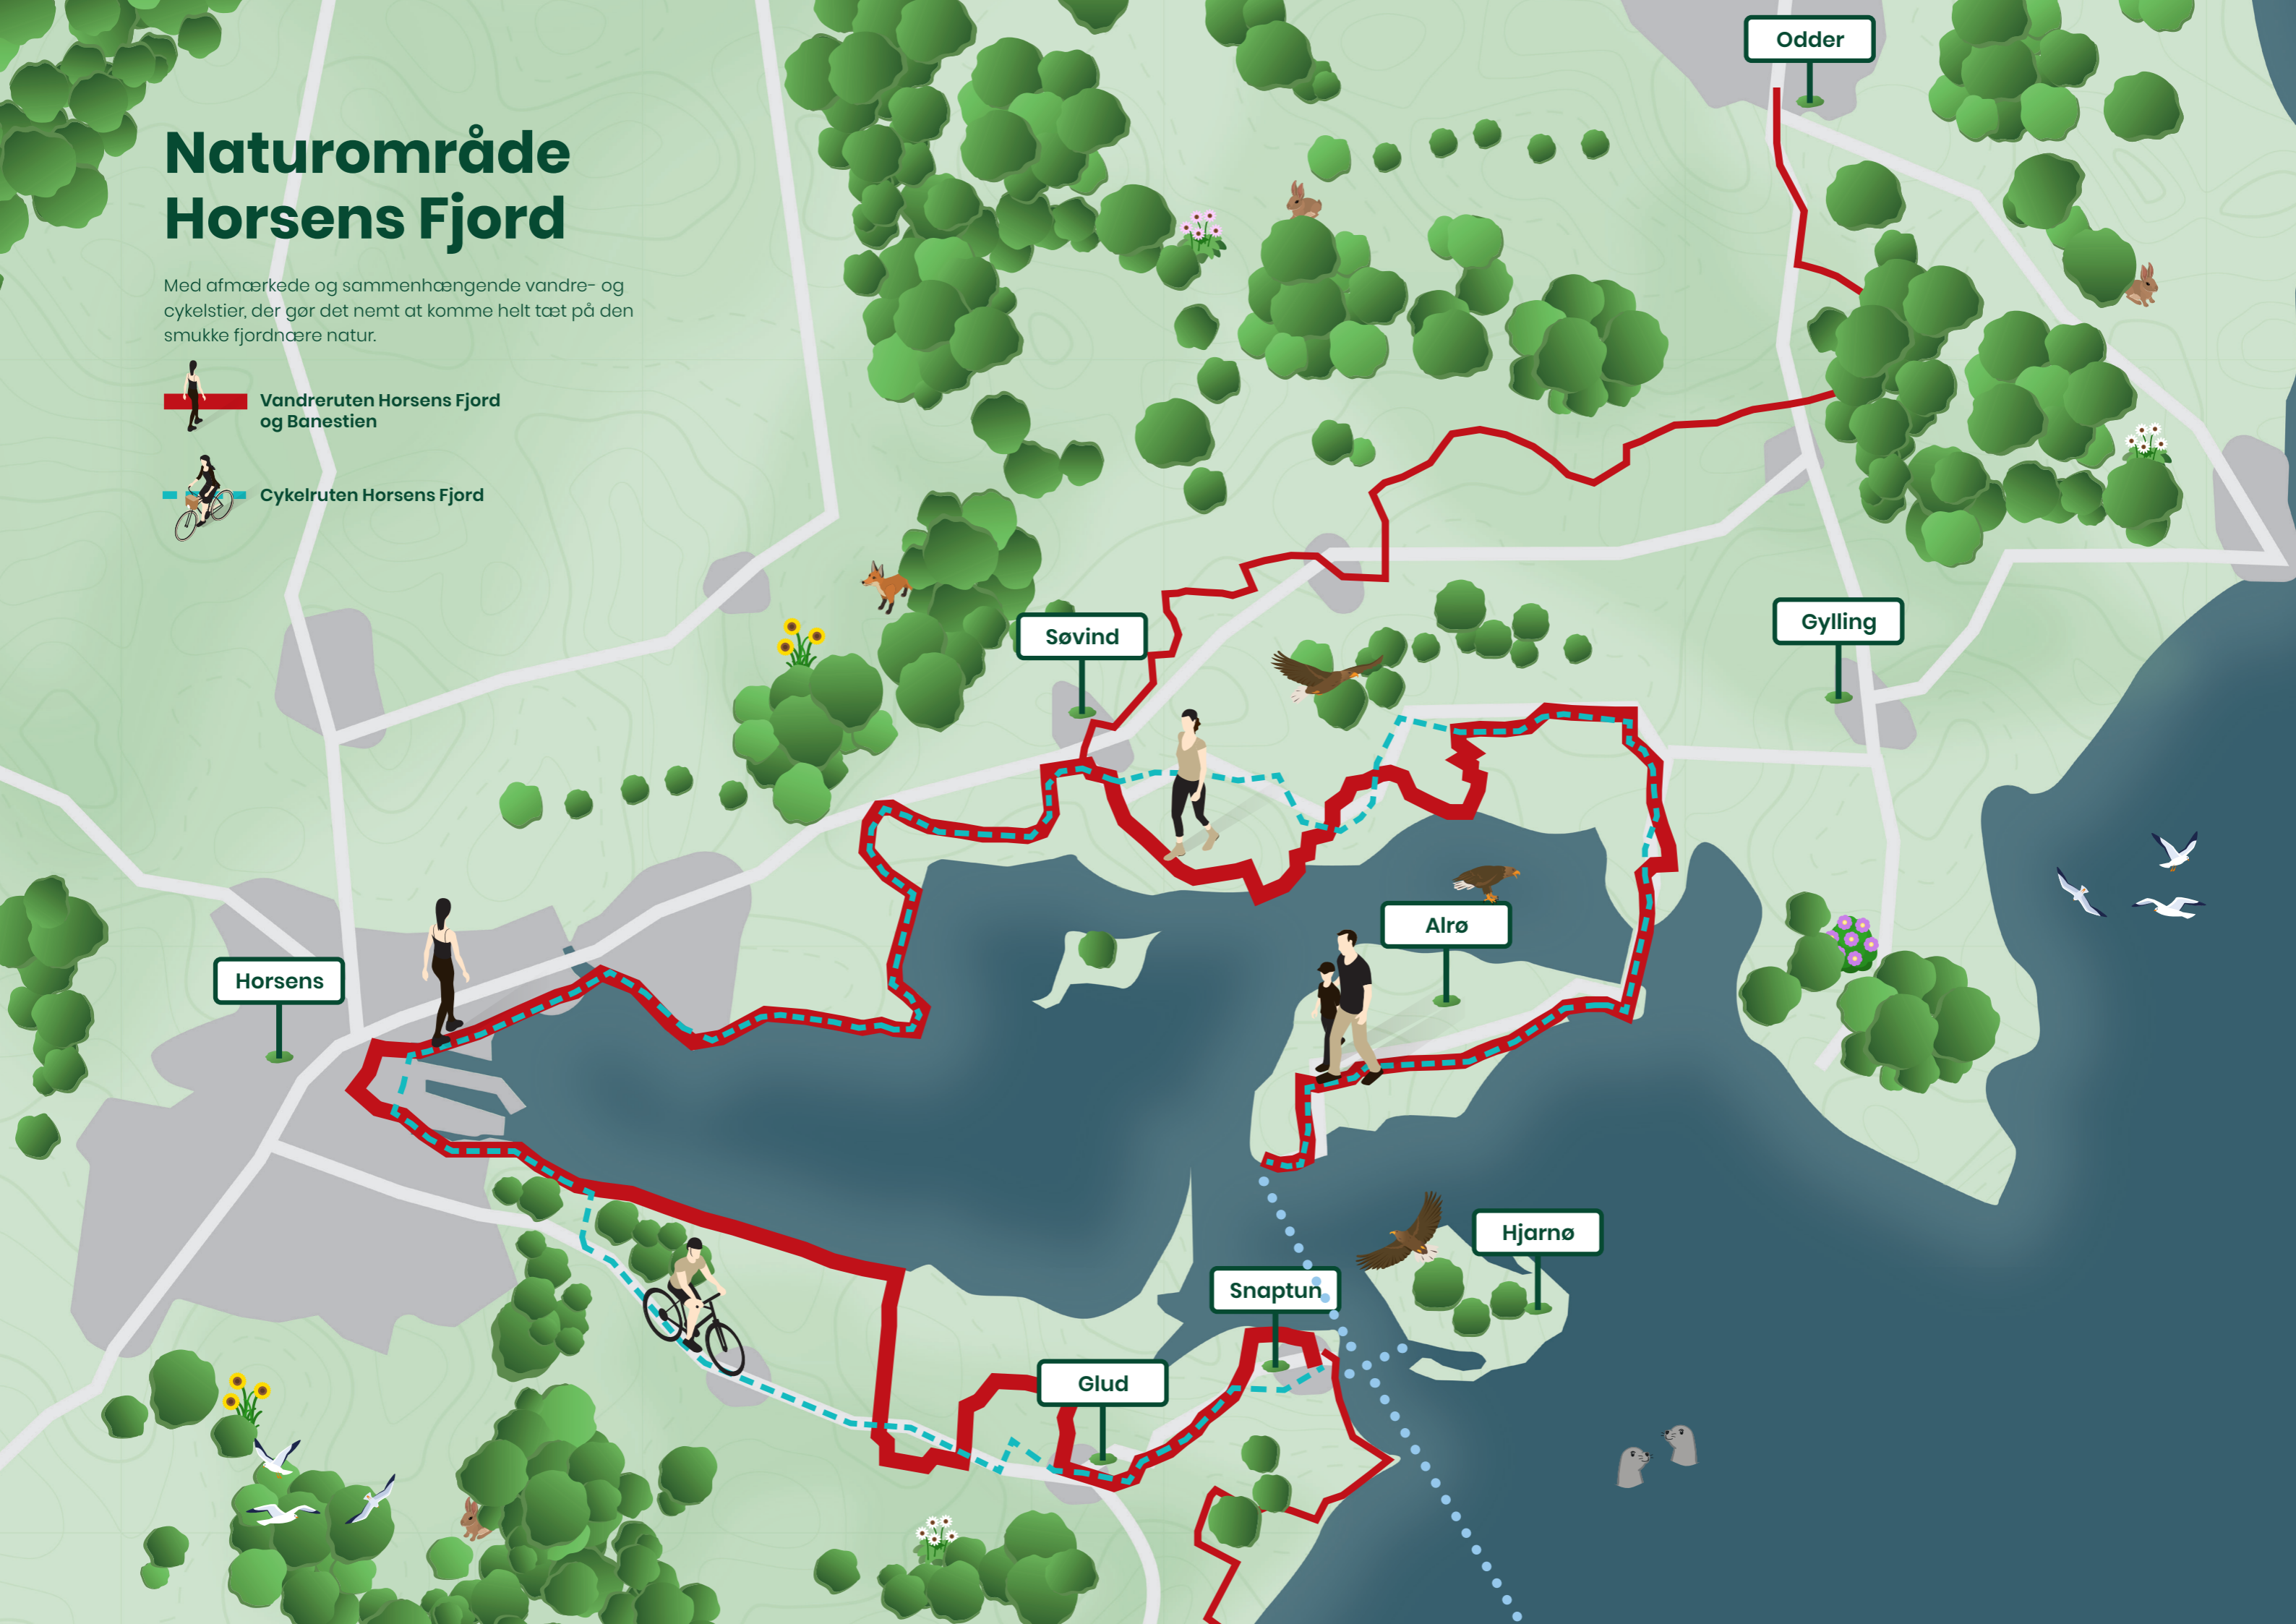 Naturområde
Horsens Fjord
Med afmærkede og sammenhængende vandre- og
cykelstier, der gør det nemt at komme helt tæt på den
smukke fjordnære natur.
Vandreruten Horsens Fjord
og Banestien
Cykelruten Horsens Fjord
Odder
Søvind
Gylling
Alrø
Horsens
Hjarnø
Snaptun
Glud